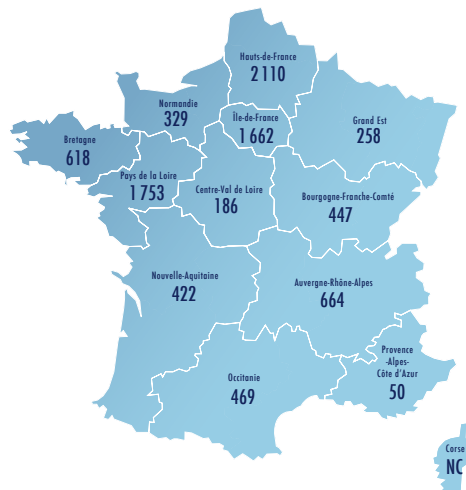 Hauts-de-France
2 110
Normandie
329
Île-de-France
1 662
Grand Est
258
Bretagne
618
Pays de la Loire
1 753
Centre-Val de Loire
186
Bourgogne-Franche-Comté
447
Nouvelle-Aquitaine
422
Auvergne-Rhône-Alpes
664
Provence
-Alpes-
Côte d'Azur
50
Occitanie
469
Corse
NC